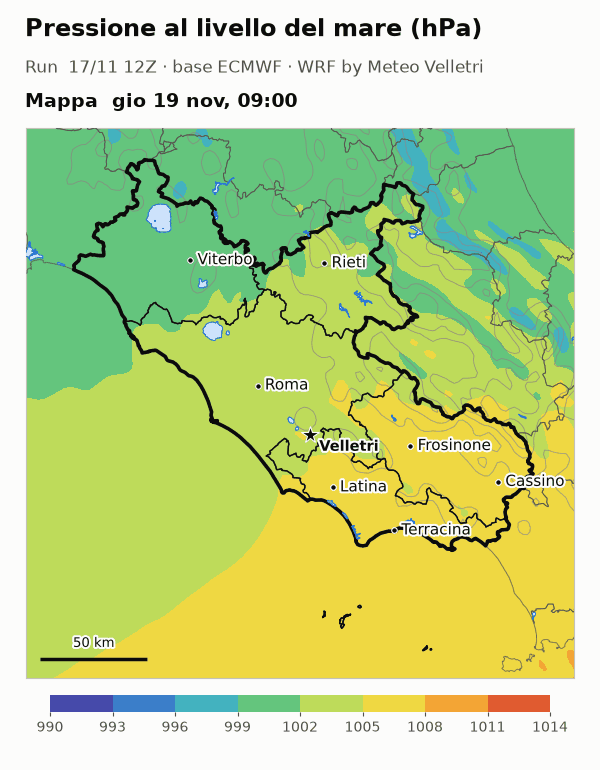 Pressione al livello del mare (hPa)
Run  17/11 12Z · base ECMWF · WRF by Meteo Velletri
Mappa  gio 19 nov, 09:00
Viterbo
Rieti
Roma
Velletri
Frosinone
Latina
Cassino
Terracina
50 km
990 993 996 999 1002 1005 1008 1011 1014